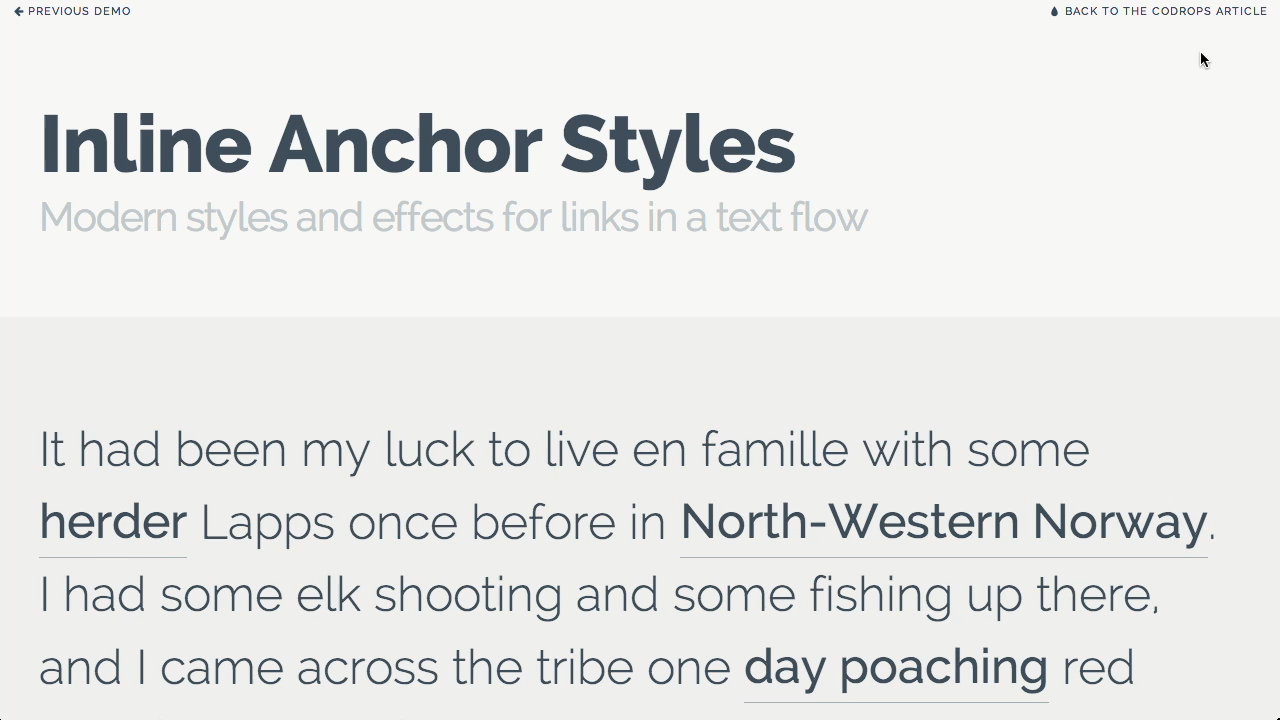 PREVIOUS DEMO
BACK TO THE CODROPS ARTICLE
Inline Anchor Styles
Modern styles and effects for links in a text flow
It had been my luck to live en famille with some
herder Lapps once before in North-Western Norway.
I had some elk shooting and some fishing up there,
and I came across the tribe one day poaching red